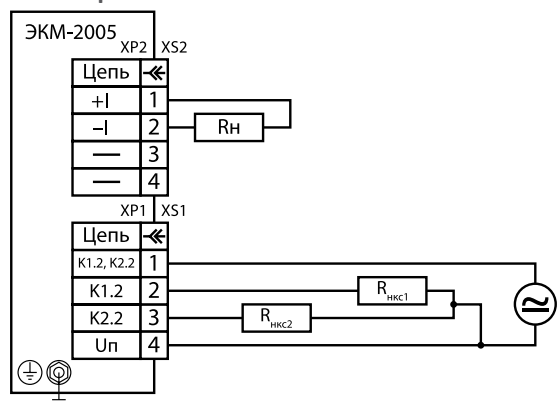 ЭКМ-2005
XP2 XS2
Цепь
+I 1
–I 2 Rн
— 3
— 4
XP1 XS1
Цепь
K1.2, K2.2 1
K1.2 2 Rнкс1
K2.2 3 Rнкс2
Uп 4